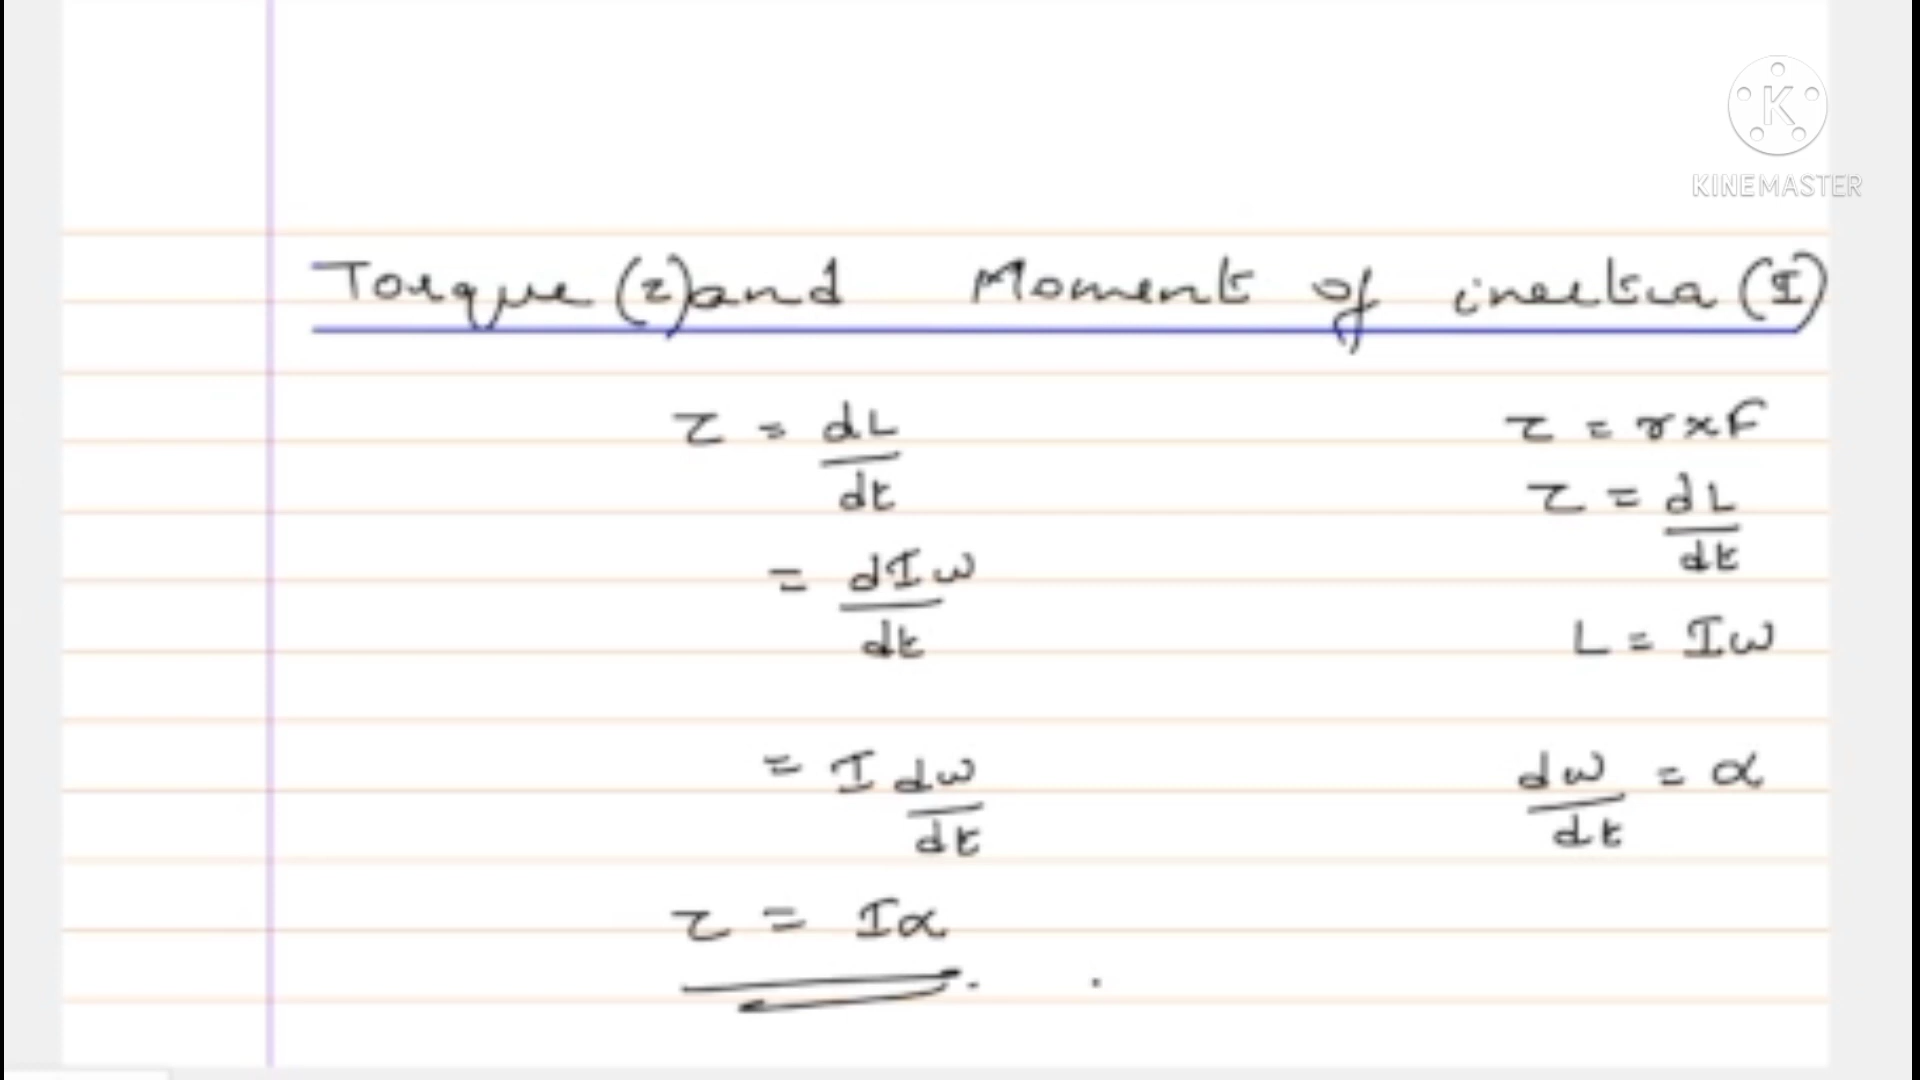 KINEMASTER
Torque (τ) and Moment of inertia (I)
τ = dL/dt
τ = r×F
τ = dL/dt
= dIω/dt
L = Iω
= I dω/dt
dω/dt = α
τ = Iα